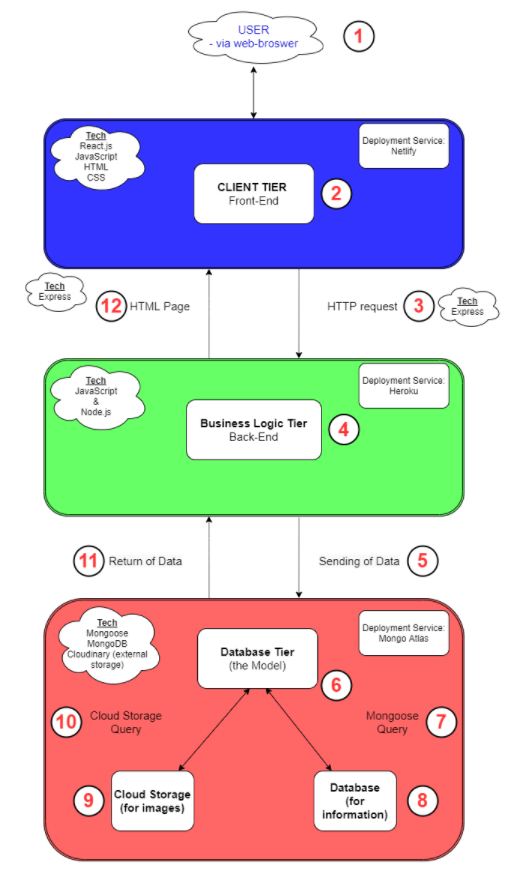 USER
- via web-broswer
1
Tech
React.js
JavaScript
HTML
CSS
Deployment Service:
Netlify
CLIENT TIER
Front-End
2
Tech
Express
12
HTML Page
HTTP request
3
Tech
Express
Tech
JavaScript
&
Node.js
Deployment Service:
Heroku
Business Logic Tier
Back-End
4
11
Return of Data
Sending of Data
5
Tech
Mongoose
MongoDB
Cloudinary (external
storage)
Deployment Service:
Mongo Atlas
Database Tier
(the Model)
6
10
Cloud Storage
Query
Mongoose
Query
7
9
Cloud Storage
(for images)
Database
(for
information)
8